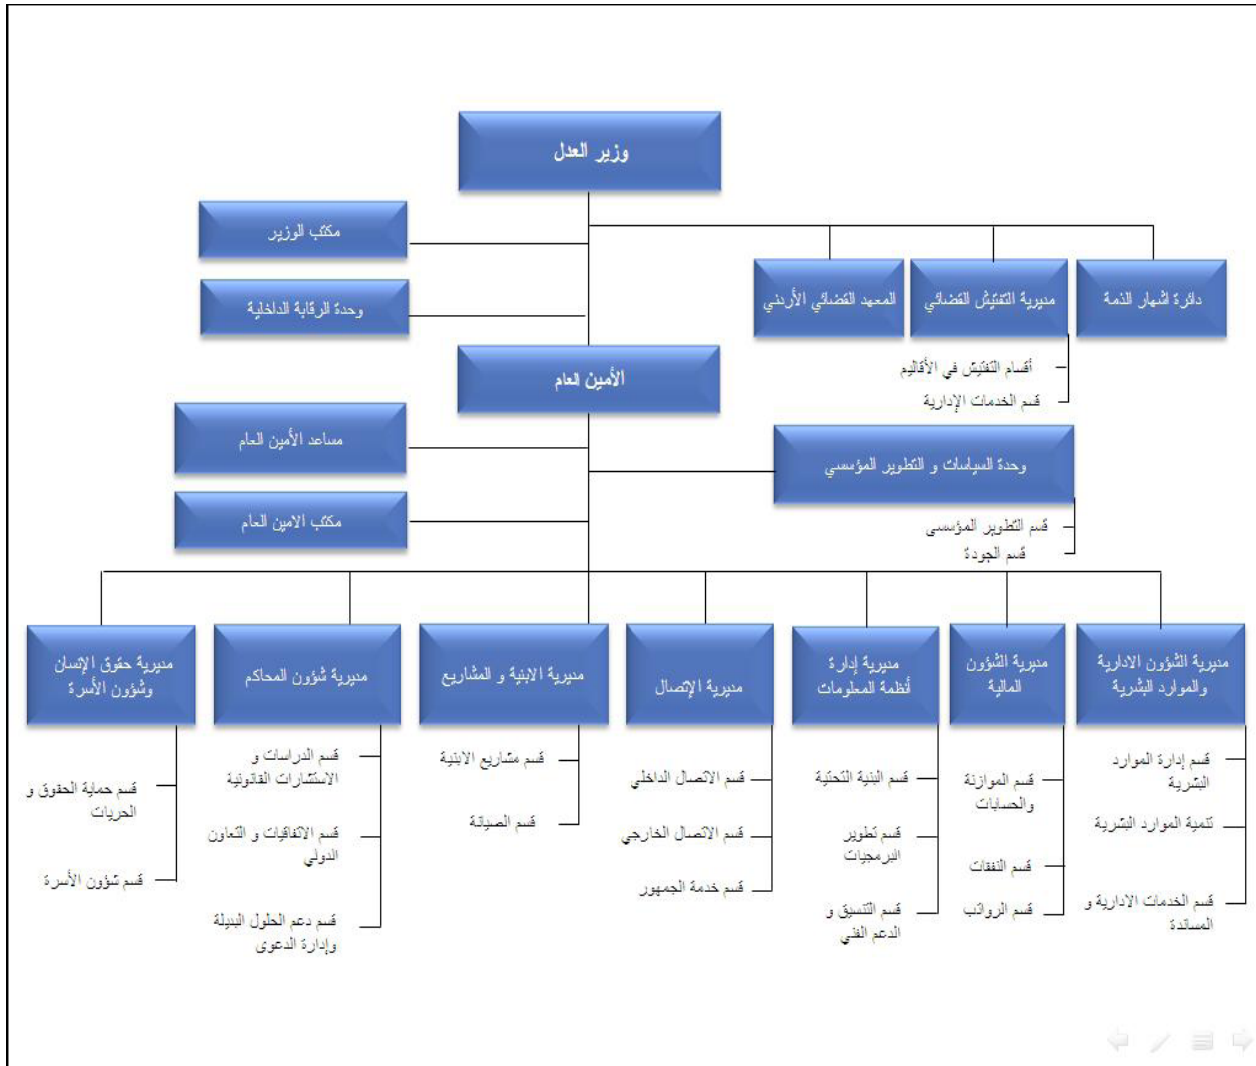 وزير العدل
مكتب الوزير
وحدة الرقابة الداخلية
دائرة اشهار الذمة
مديرية التفتيش القضائي
المعهد القضائي الأردني
أقسام التفتيش في الأقاليم
قسم الخدمات الإدارية
الأمين العام
مساعد الأمين العام
مكتب الامين العام
وحدة السياسات و التطوير المؤسسي
قسم التطوير المؤسسى
قسم الجودة
مديرية الشؤون الادارية
والموارد البشرية
قسم إدارة الموارد
البشرية
تنمية الموارد البشرية
قسم الخدمات الادارية و
المساندة
مديرية الشؤون
المالية
قسم الموازنة
والحسابات
قسم النفقات
قسم الرواتب
مديرية إدارة
أنظمة المعلومات
قسم البنية التحتية
قسم تطوير
البرمجيات
قسم التنسيق و
الدعم الفني
مديرية الإتصال
قسم الاتصال الداخلي
قسم الاتصال الخارجي
قسم خدمة الجمهور
مديرية الابنية و المشاريع
قسم مشاريع الابنية
قسم الصيانة
مديرية شؤون المحاكم
قسم الدراسات و
الاستشارات القانونية
قسم الاتفاقيات و التعاون
الدولي
قسم دعم الحلول البديلة
وإدارة الدعوى
مديرية حقوق الإنسان
وشؤون الأسرة
قسم حماية الحقوق و
الحريات
قسم شؤون الأسرة